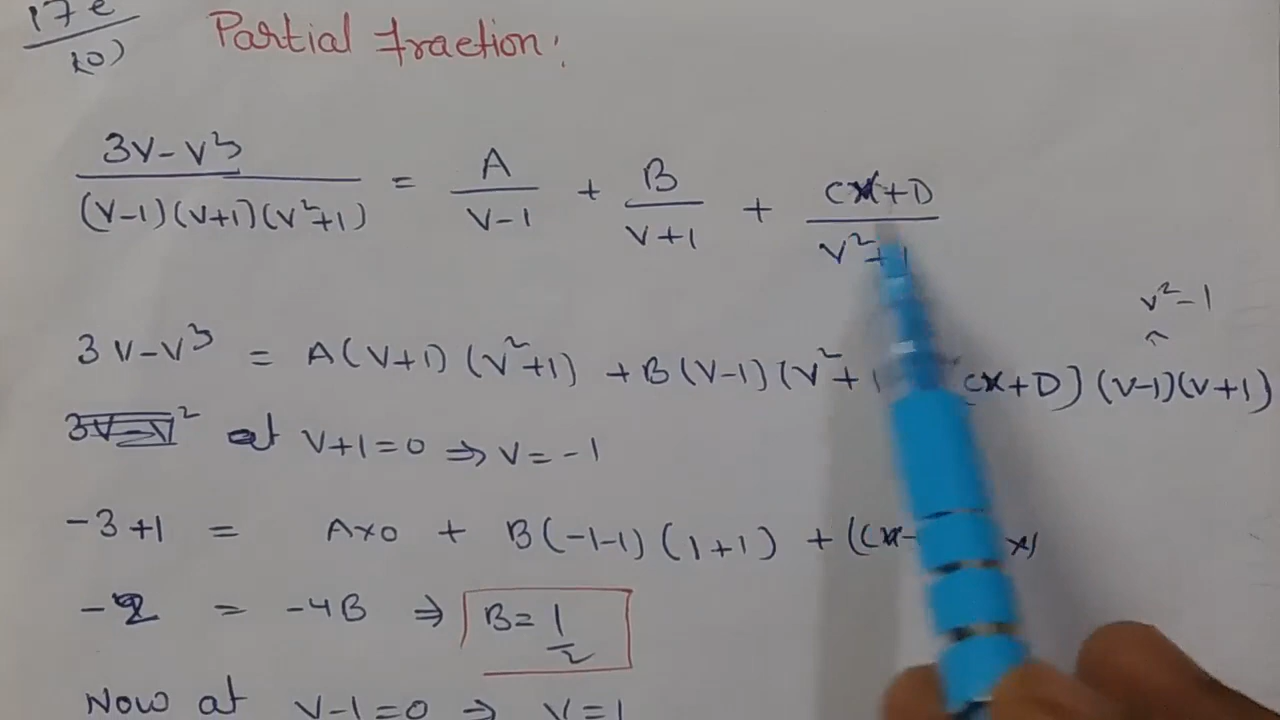 17e
Partial fraction:
(3v-v³)/((v-1)(v+1)(v²+1)) = A/(v-1) + B/(v+1) + (Cx+D)/(v²+1)
v²-1
3v-v³ = A(v+1)(v²+1) + B(v-1)(v²+1 (Cx+D)(v-1)(v+1)
at v+1=0 ⇒ v=-1
-3+1 = A×0 + B(-1-1)(1+1) + (Cx
-2 = -4B ⇒ B=1/2
Now at v-1=0 ⇒ v=1